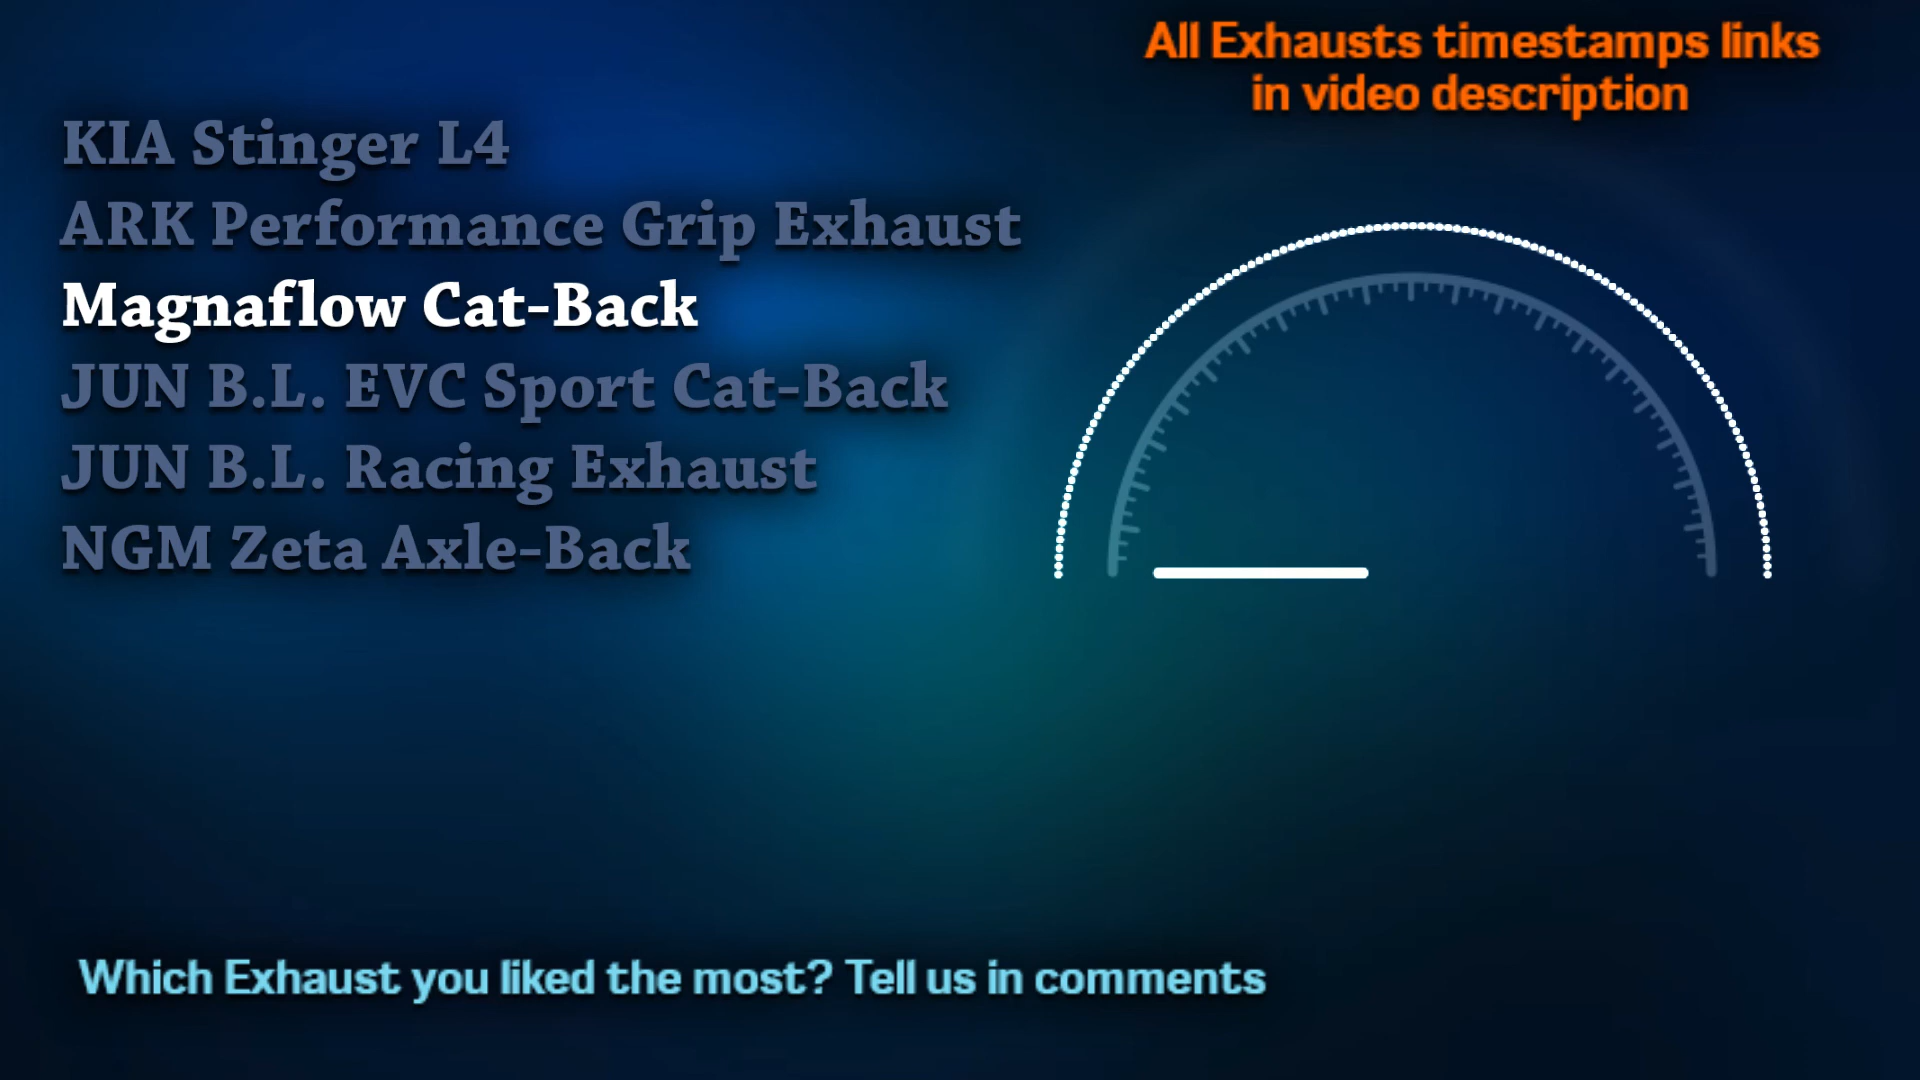 All Exhausts timestamps links
in video description
KIA Stinger L4
ARK Performance Grip Exhaust
Magnaflow Cat-Back
JUN B.L. EVC Sport Cat-Back
JUN B.L. Racing Exhaust
NGM Zeta Axle-Back
Which Exhaust you liked the most? Tell us in comments